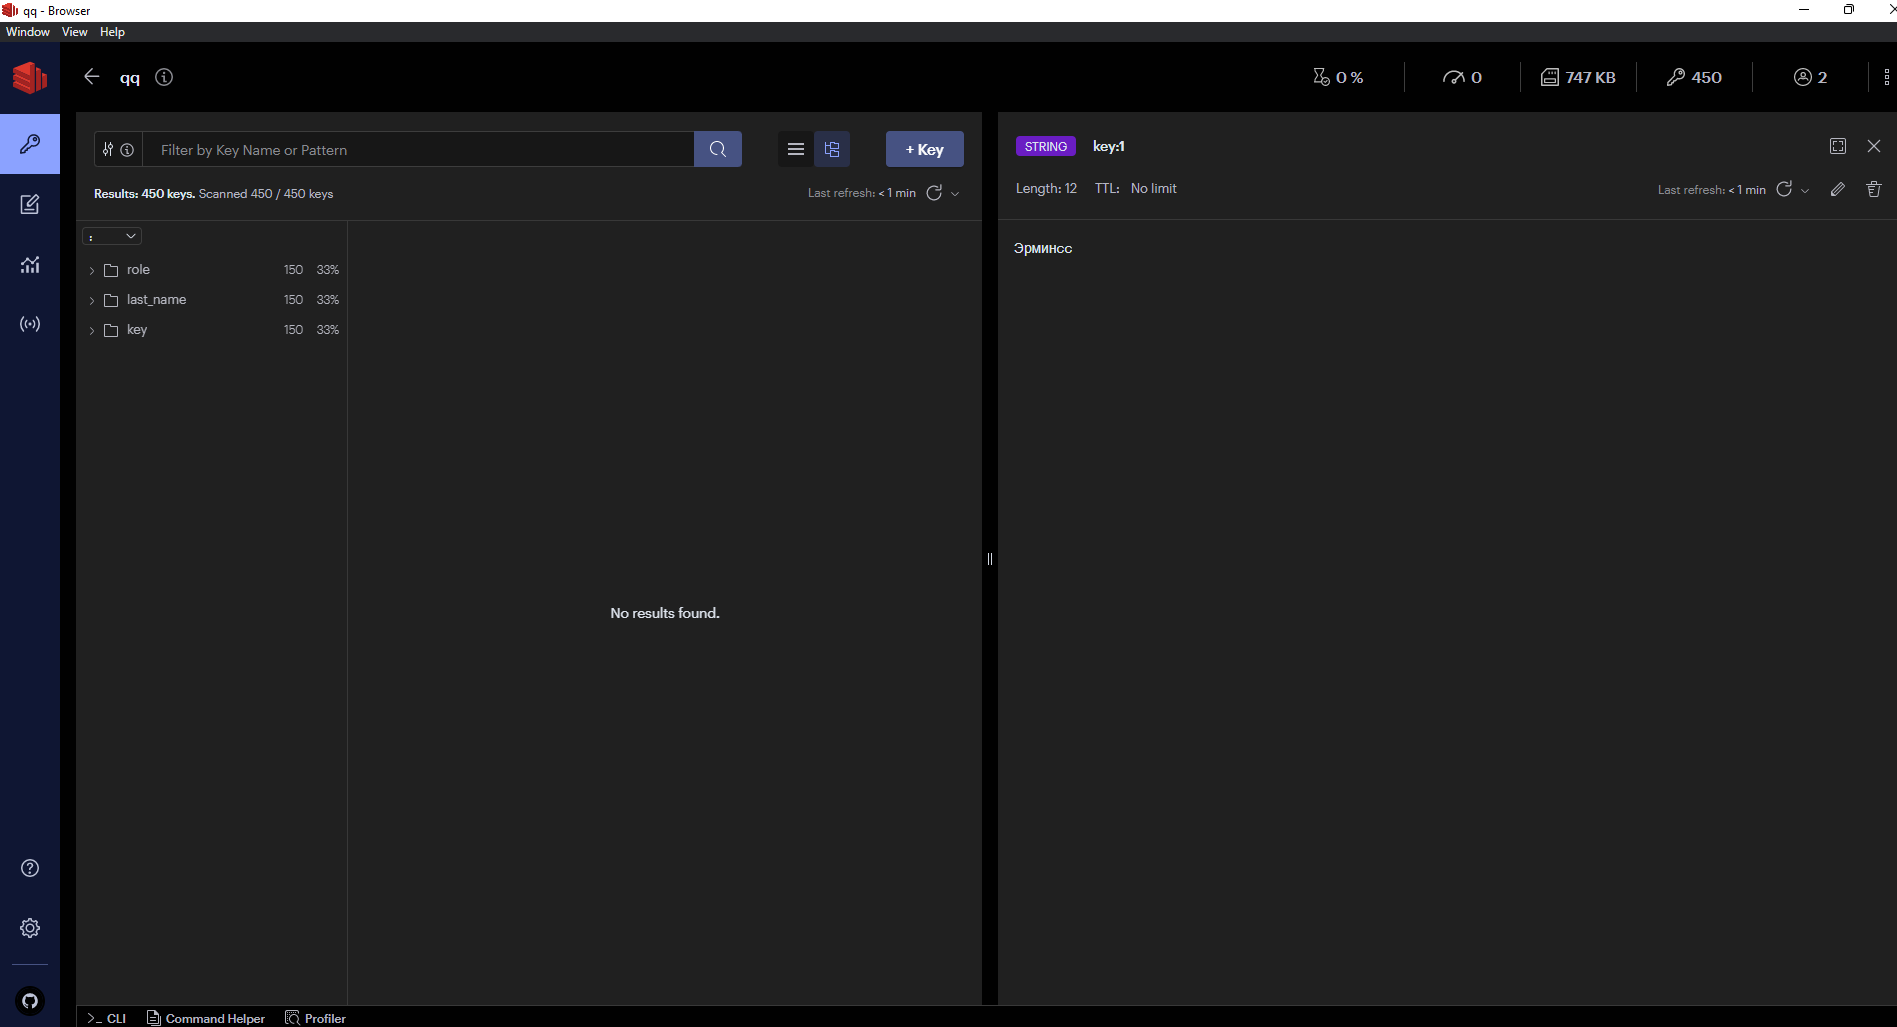 qq - Browser
Window View Help
qq
0 %
0
747 KB
450
2
Filter by Key Name or Pattern
+ Key
Results: 450 keys. Scanned 450 / 450 keys
Last refresh: < 1 min
:
role 150 33%
last_name 150 33%
key 150 33%
No results found.
STRING key:1
Length: 12 TTL: No limit
Last refresh: < 1 min
Эрминсс
>_ CLI Command Helper Profiler